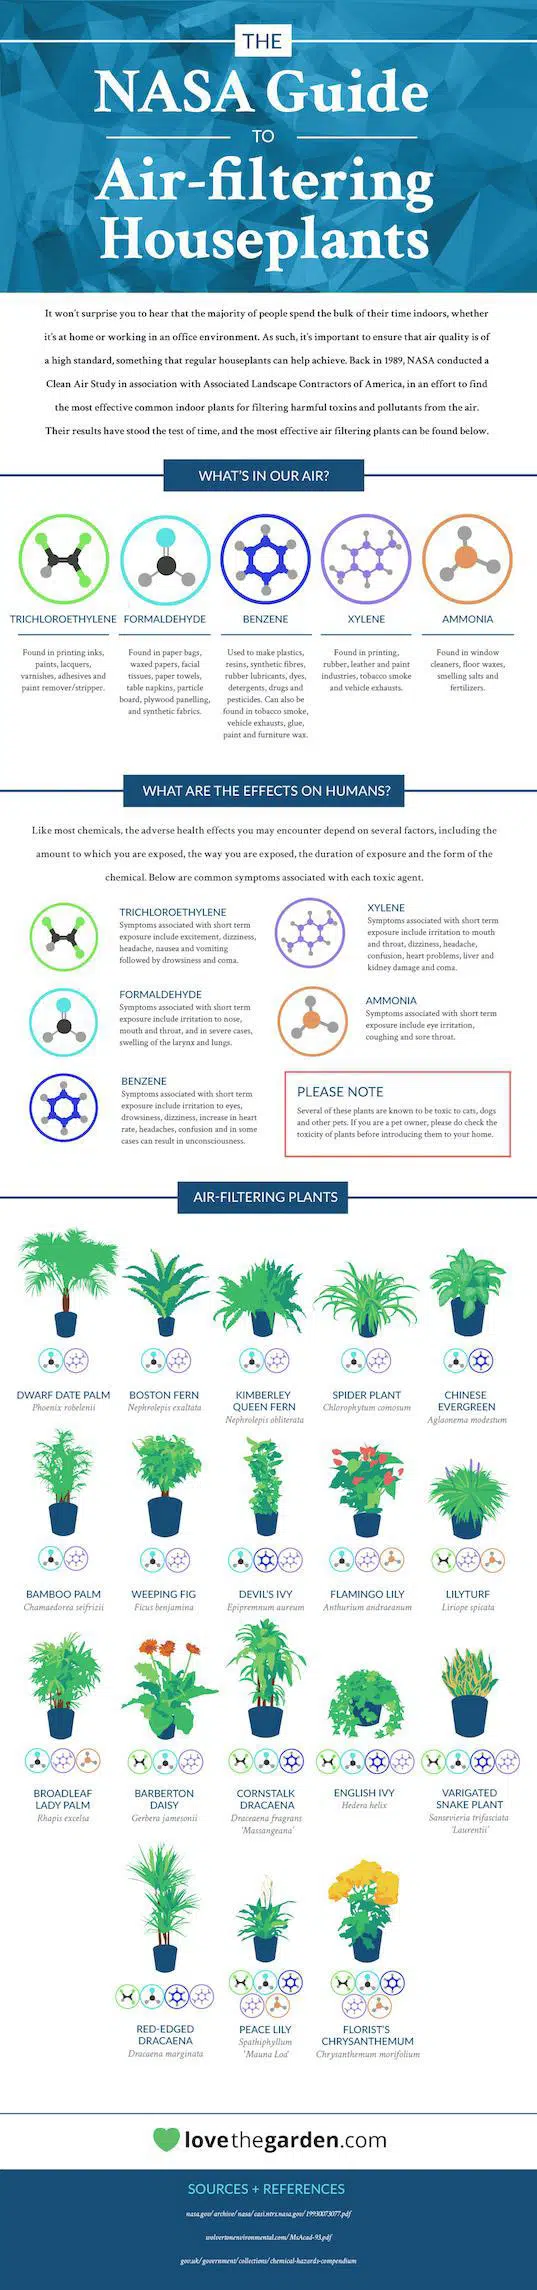 THE
NASA Guide
TO
Air-filtering
Houseplants
It won't surprise you to hear that the majority of people spend the bulk of their time indoors, whether
it's at home or working in an office environment. As such, it's important to ensure that air quality is of
a high standard, something that regular houseplants can help achieve. Back in 1989, NASA conducted a
Clean Air Study in association with Associated Landscape Contractors of America, in an effort to find
the most effective common indoor plants for filtering harmful toxins and pollutants from the air.
Their results have stood the test of time, and the most effective air filtering plants can be found below.
WHAT'S IN OUR AIR?
TRICHLOROETHYLENE
Found in printing inks,
paints, lacquers,
varnishes, adhesives and
paint remover/stripper.
FORMALDEHYDE
Found in paper bags,
waxed papers, facial
tissues, paper towels,
table napkins, particle
board, plywood panelling,
and synthetic fabrics.
BENZENE
Used to make plastics,
resins, synthetic fibres,
rubber lubricants, dyes,
detergents, drugs and
pesticides. Can also be
found in tobacco smoke,
vehicle exhausts, glue,
paint and furniture wax.
XYLENE
Found in printing,
rubber, leather and paint
industries, tobacco smoke
and vehicle exhausts.
AMMONIA
Found in window
cleaners, floor waxes,
smelling salts and
fertilizers.
WHAT ARE THE EFFECTS ON HUMANS?
Like most chemicals, the adverse health effects you may encounter depend on several factors, including the
amount to which you are exposed, the way you are exposed, the duration of exposure and the form of the
chemical. Below are common symptoms associated with each toxic agent.
TRICHLOROETHYLENE
Symptoms associated with short term
exposure include excitement, dizziness,
headache, nausea and vomiting
followed by drowsiness and coma.
XYLENE
Symptoms associated with short term
exposure include irritation to mouth
and throat, dizziness, headache,
confusion, heart problems, liver and
kidney damage and coma.
FORMALDEHYDE
Symptoms associated with short term
exposure include irritation to nose,
mouth and throat, and in severe cases,
swelling of the larynx and lungs.
AMMONIA
Symptoms associated with short term
exposure include eye irritation,
coughing and sore throat.
BENZENE
Symptoms associated with short term
exposure include irritation to eyes,
drowsiness, dizziness, increase in heart
rate, headaches, confusion and in some
cases can result in unconsciousness.
PLEASE NOTE
Several of these plants are known to be toxic to cats, dogs
and other pets. If you are a pet owner, please do check the
toxicity of plants before introducing them to your home.
AIR-FILTERING PLANTS
DWARF DATE PALM
Phoenix robelenii
BOSTON FERN
Nephrolepis exaltata
KIMBERLEY
QUEEN FERN
Nephrolepis obliterata
SPIDER PLANT
Chlorophytum comosum
CHINESE
EVERGREEN
Aglaonema modestum
BAMBOO PALM
Chamaedorea seifrizii
WEEPING FIG
Ficus benjamina
DEVIL'S IVY
Epipremnum aureum
FLAMINGO LILY
Anthurium andraeanum
LILYTURF
Liriope spicata
BROADLEAF
LADY PALM
Rhapis excelsa
BARBERTON
DAISY
Gerbera jamesonii
CORNSTALK
DRACAENA
Dracaena fragrans
'Massangeana'
ENGLISH IVY
Hedera helix
VARIGATED
SNAKE PLANT
Sansevieria trifasciata
'Laurentii'
RED-EDGED
DRACAENA
Dracaena marginata
PEACE LILY
Spathiphyllum
'Mauna Loa'
FLORIST'S
CHRYSANTHEMUM
Chrysanthemum morifolium
lovethegarden.com
SOURCES + REFERENCES
nasa.gov/archive/nasa/casi.ntrs.nasa.gov/19930073077.pdf
wolvertonenvironmental.com/MsAcad-93.pdf
gov.uk/government/collections/chemical-hazards-compendium